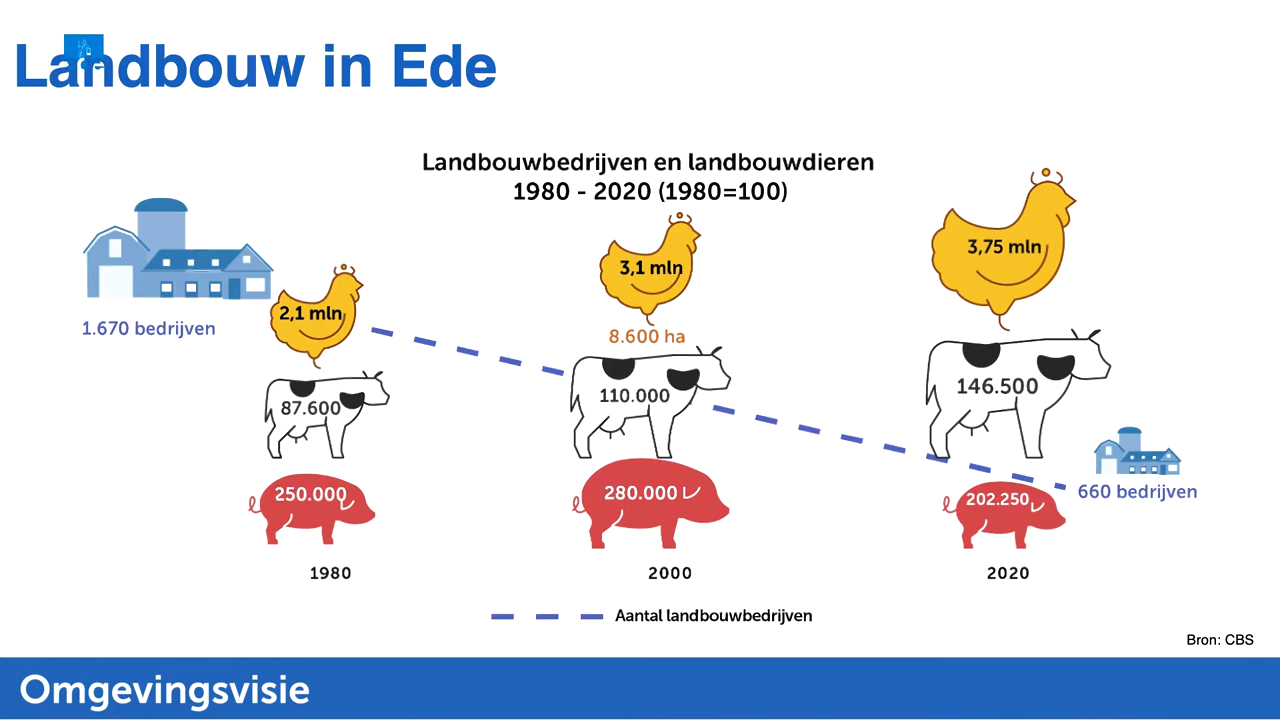 Landbouw in Ede
Landbouwbedrijven en landbouwdieren
1980 - 2020 (1980=100)
1.670 bedrijven
2,1 mln
3,1 mln
3,75 mln
8.600 ha
87.600
110.000
146.500
250.000
280.000
202.250
660 bedrijven
1980
2000
2020
Aantal landbouwbedrijven
Bron: CBS
Omgevingsvisie